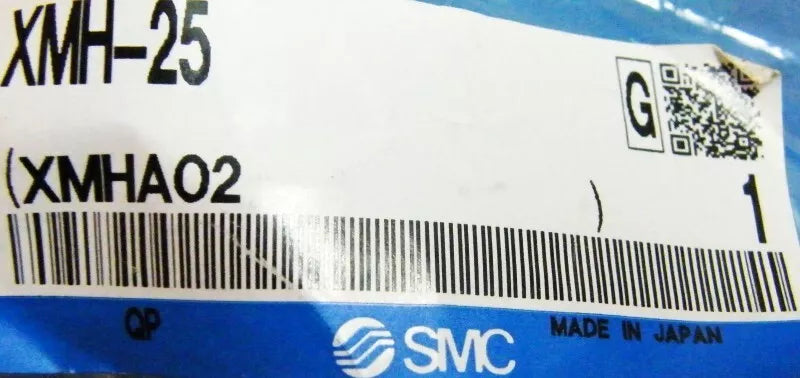 XMH-25
G
(XMHA02 )
1
QP
SMC
MADE IN JAPAN